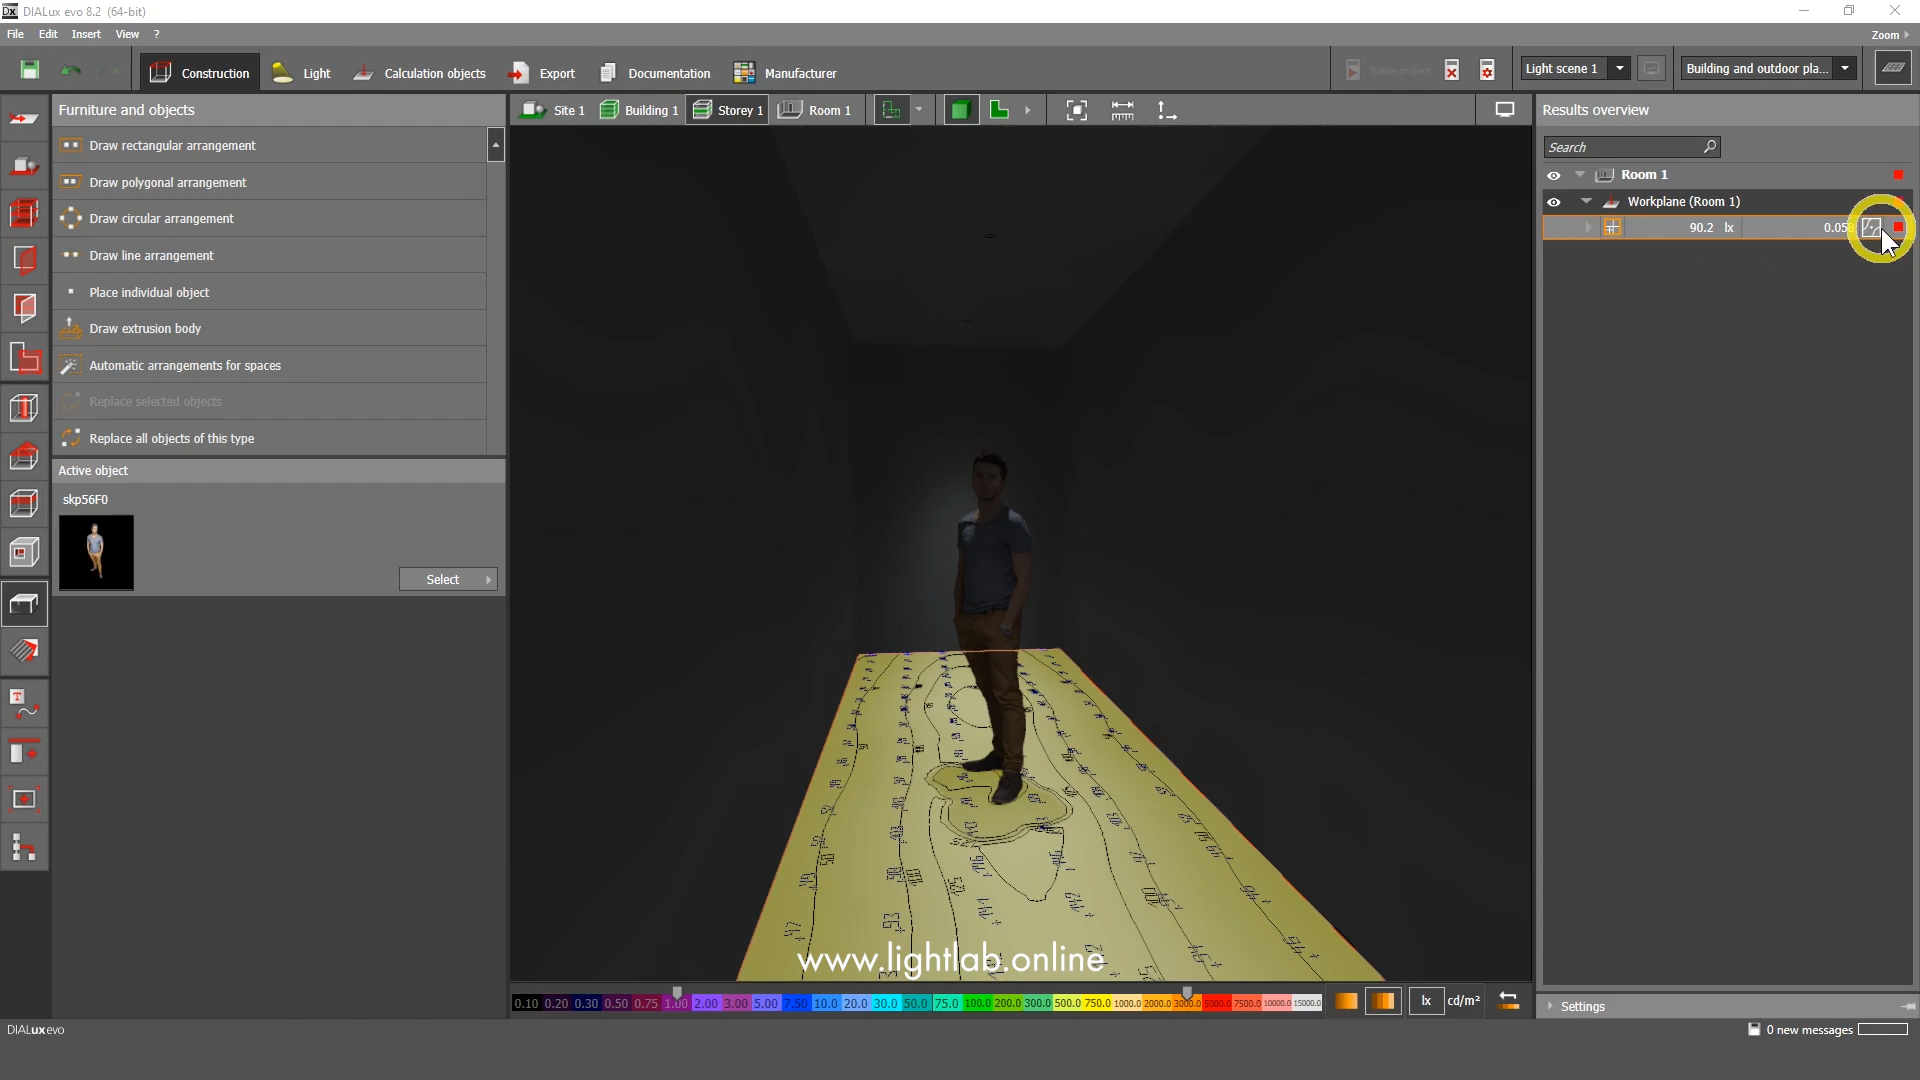 DIALux evo 8.2 (64-bit)
File Edit Insert View ?
Zoom
Construction Light Calculation objects Export Documentation Manufacturer
Entire project
Light scene 1
Building and outdoor pla...
Furniture and objects
Site 1 Building 1 Storey 1 Room 1
Results overview
Draw rectangular arrangement
Search
Draw polygonal arrangement
Room 1
Draw circular arrangement
Workplane (Room 1)
90.2 lx
Draw line arrangement
Place individual object
Draw extrusion body
Automatic arrangements for spaces
Replace selected objects
Replace all objects of this type
Active object
skp56F0
Select
www.lightlab.online
0.10 0.20 0.30 0.50 0.75 1.00 2.00 3.00 5.00 7.50 10.0 20.0 30.0 50.0 75.0 100.0 200.0 300.0 500.0 750.0 1000.0 2000.0 3000.0 5000.0 7500.0 10000.0 15000.0
lx cd/m²
Settings
DIALux evo
0 new messages